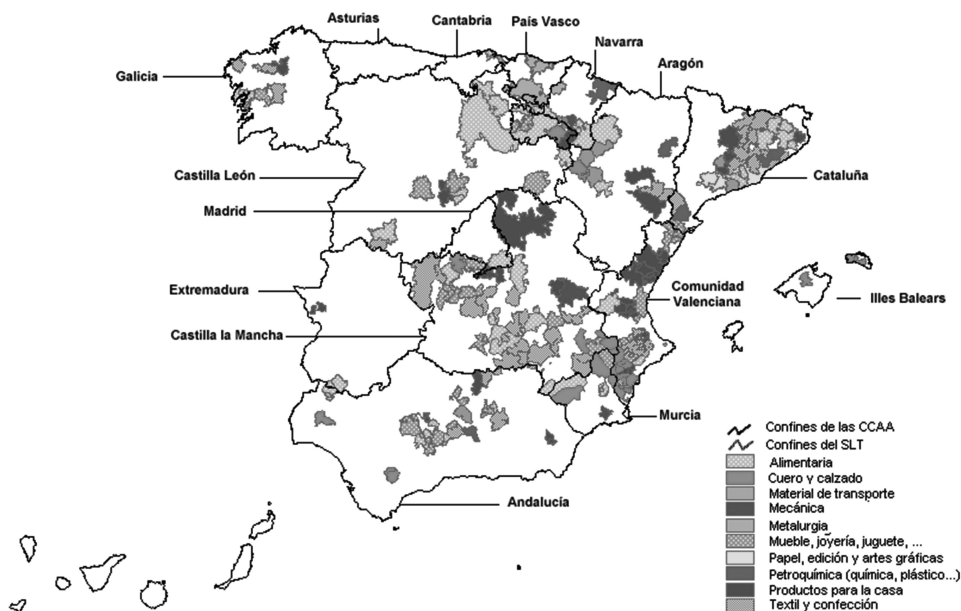 Asturias
Cantabria
País Vasco
Navarra
Aragón
Galicia
Castilla León
Cataluña
Madrid
Extremadura
Comunidad
Valenciana
Illes Balears
Castilla la Mancha
Murcia
Andalucía
Confines de las CCAA
Confines del SLT
Alimentaria
Cuero y calzado
Material de transporte
Mecánica
Metalurgia
Mueble, joyería, juguete, ...
Papel, edición y artes gráficas
Petroquímica (química, plástico...)
Productos para la casa
Textil y confección